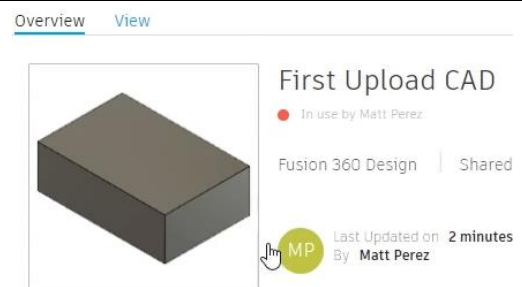 Overview View
First Upload CAD
In use by Matt Perez
Fusion 360 Design Shared
MP
Last Updated on 2 minutes
By Matt Perez